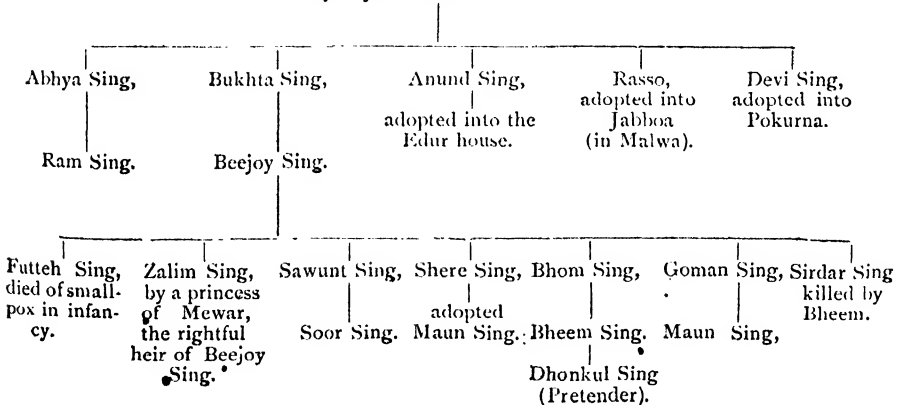 Abhya Sing, Bukhta Sing, Anund Sing, Rasso, Devi Sing,
adopted into the Edur house.
adopted into Jabboa (in Malwa).
adopted into Pokurna.
Ram Sing. Beejoy Sing.
Futteh Sing, died of small-pox in infan-cy.
Zalim Sing, by a princess of Mewar, the rightful heir of Beejoy Sing.
Sawunt Sing, Shere Sing, Bhom Sing, Goman Sing, Sirdar Sing
killed by Bheem.
adopted
Soor Sing. Maun Sing. Bheem Sing. Maun Sing,
Dhonkul Sing
(Pretender).